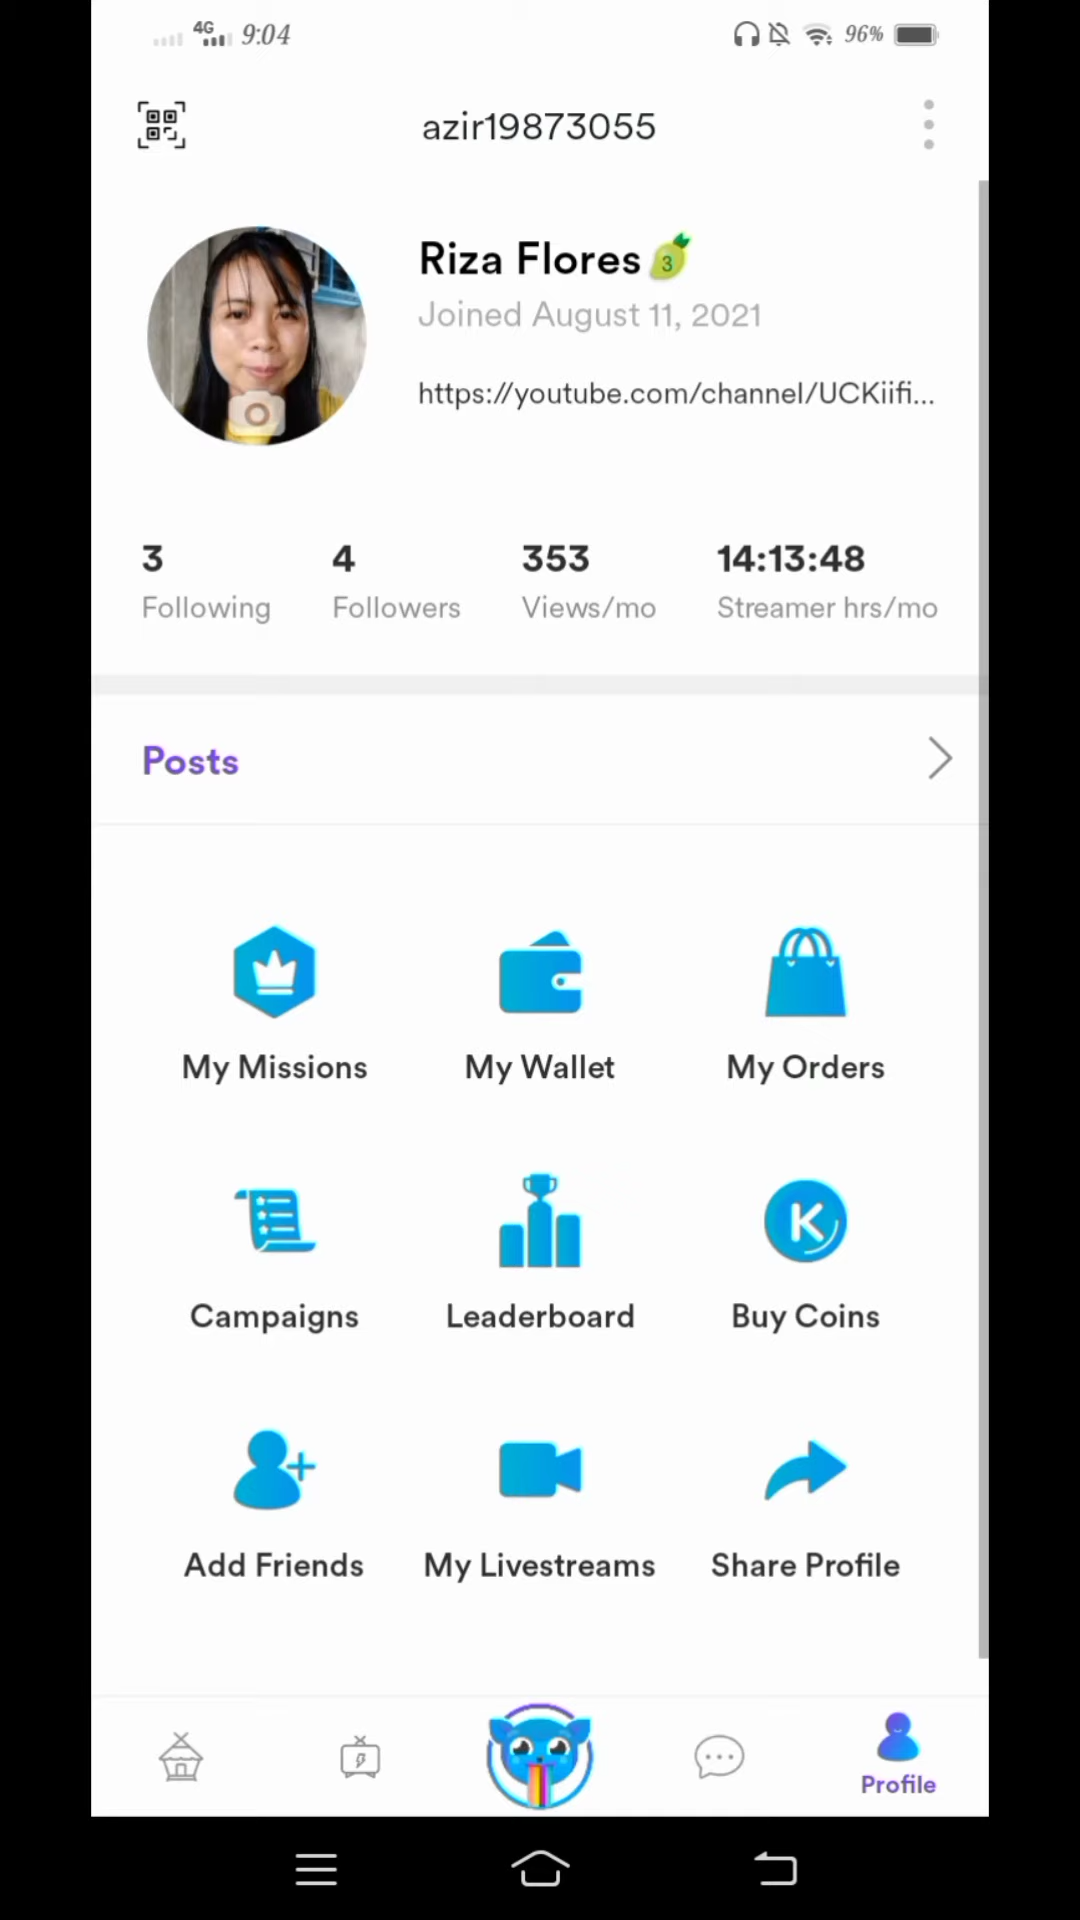 4G 9:04 96%
azir19873055
Riza Flores 3
Joined August 11, 2021
https://youtube.com/channel/UCKiifi...
3 4 353 14:13:48
Following Followers Views/mo Streamer hrs/mo
Posts
My Missions My Wallet My Orders
K
Campaigns Leaderboard Buy Coins
Add Friends My Livestreams Share Profile
Profile